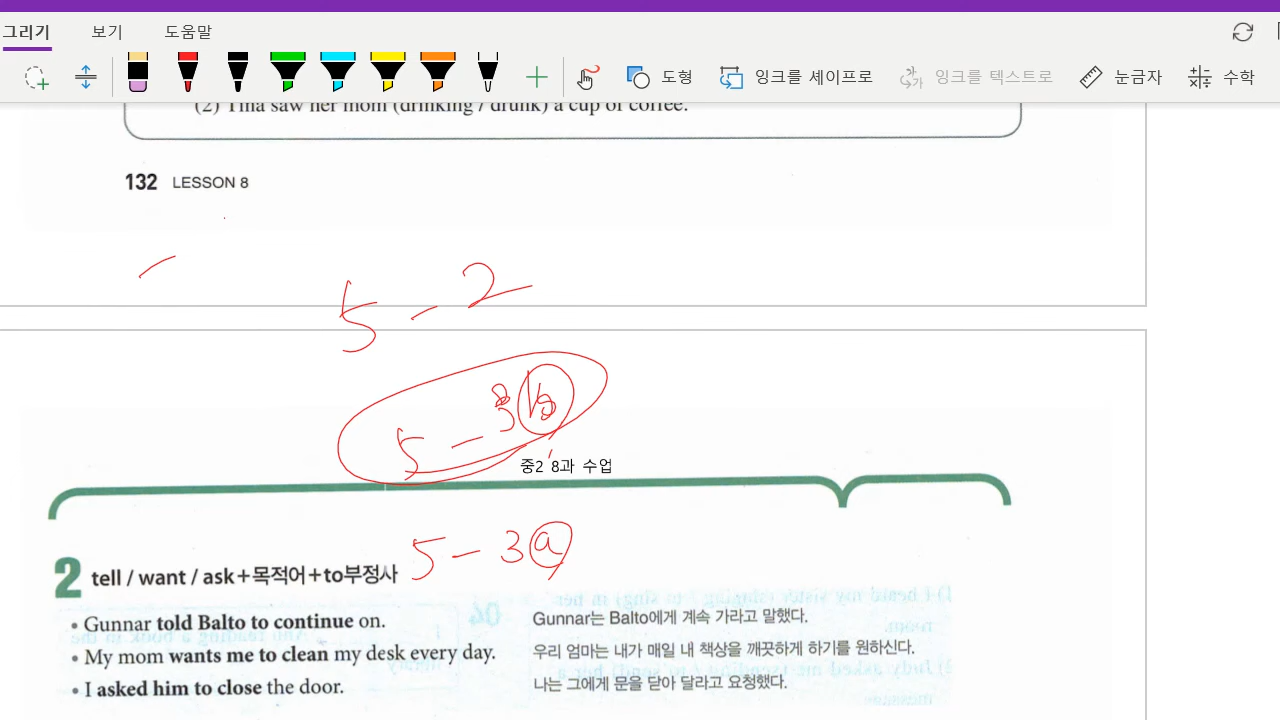 그리기 보기 도움말
도형 잉크를 셰이프로 잉크를 텍스트로 눈금자 수학
(2) Tina saw her mom (drinking / drunk) a cup of coffee.
132 LESSON 8
5 - 2
5 - 3 b
중2 8과 수업
5 - 3 a
2 tell / want / ask+목적어+to부정사
• Gunnar told Balto to continue on. Gunnar는 Balto에게 계속 가라고 말했다.
• My mom wants me to clean my desk every day. 우리 엄마는 내가 매일 내 책상을 깨끗하게 하기를 원하신다.
• I asked him to close the door. 나는 그에게 문을 닫아 달라고 요청했다.